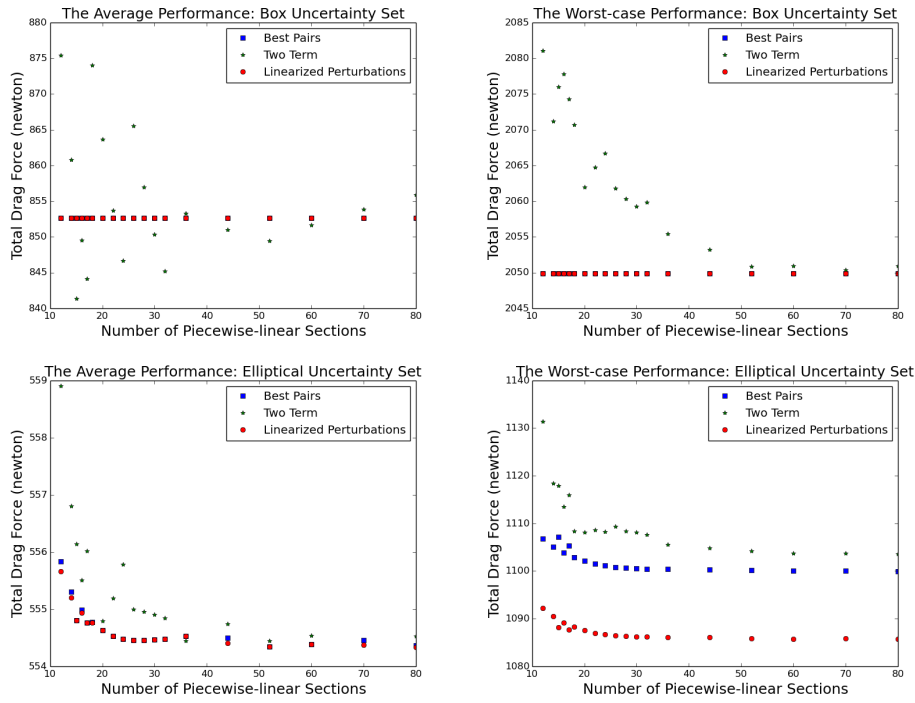 The Average Performance: Box Uncertainty Set
880
875
870
865
860
855
850
845
840
Total Drag Force (newton)
Best Pairs
Two Term
Linearized Perturbations
10 20 30 40 50 60 70 80
Number of Piecewise-linear Sections
The Worst-case Performance: Box Uncertainty Set
2085
2080
2075
2070
2065
2060
2055
2050
2045
Total Drag Force (newton)
Best Pairs
Two Term
Linearized Perturbations
10 20 30 40 50 60 70 80
Number of Piecewise-linear Sections
The Average Performance: Elliptical Uncertainty Set
559
558
557
556
555
554
Total Drag Force (newton)
Best Pairs
Two Term
Linearized Perturbations
10 20 30 40 50 60 70 80
Number of Piecewise-linear Sections
The Worst-case Performance: Elliptical Uncertainty Set
1140
1130
1120
1110
1100
1090
1080
Total Drag Force (newton)
Best Pairs
Two Term
Linearized Perturbations
10 20 30 40 50 60 70 80
Number of Piecewise-linear Sections